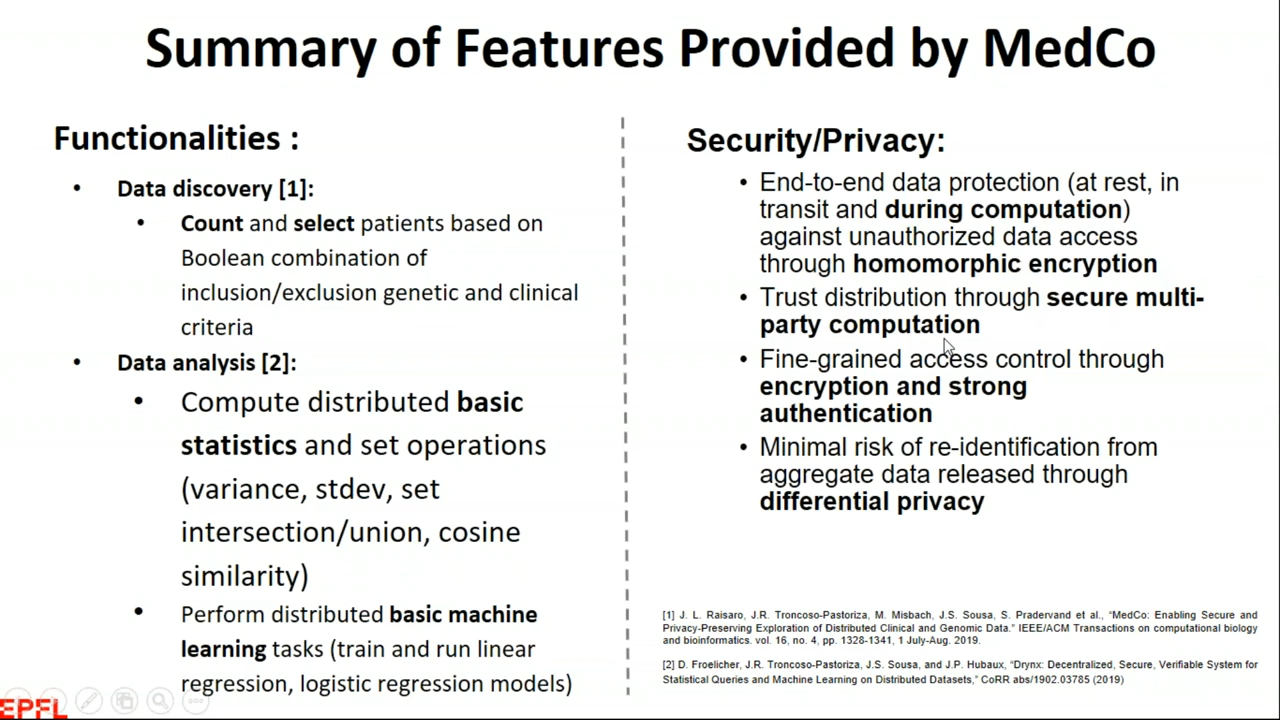 Summary of Features Provided by MedCo
Functionalities :
• Data discovery [1]:
• Count and select patients based on
Boolean combination of
inclusion/exclusion genetic and clinical
criteria
• Data analysis [2]:
• Compute distributed basic
statistics and set operations
(variance, stdev, set
intersection/union, cosine
similarity)
• Perform distributed basic machine
learning tasks (train and run linear
regression, logistic regression models)
Security/Privacy:
• End-to-end data protection (at rest, in
transit and during computation)
against unauthorized data access
through homomorphic encryption
• Trust distribution through secure multi-
party computation
• Fine-grained access control through
encryption and strong
authentication
• Minimal risk of re-identification from
aggregate data released through
differential privacy
[1] J. L. Raisaro, J.R. Troncoso-Pastoriza, M. Misbach, J.S. Sousa, S. Pradervand et al., “MedCo: Enabling Secure and
Privacy-Preserving Exploration of Distributed Clinical and Genomic Data.” IEEE/ACM Transactions on computational biology
and bioinformatics. vol. 16, no. 4, pp. 1328-1341, 1 July-Aug. 2019.
[2] D. Froelicher, J.R. Troncoso-Pastoriza, J.S. Sousa, and J.P. Hubaux, “Drynx: Decentralized, Secure, Verifiable System for
Statistical Queries and Machine Learning on Distributed Datasets,” CoRR abs/1902.03785 (2019)
EPFL